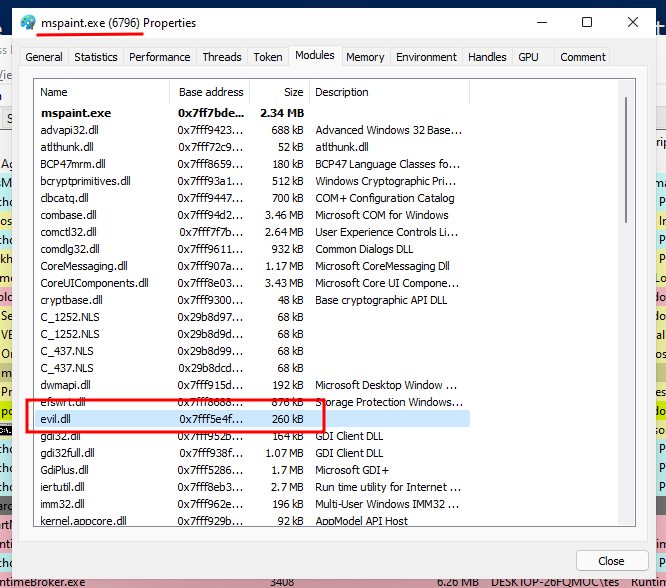 mspaint.exe (6796) Properties
General Statistics Performance Threads Token Modules Memory Environment Handles GPU Comment
Name Base address Size Description
mspaint.exe 0x7ff7bde... 2.34 MB
advapi32.dll 0x7fff9423... 688 kB Advanced Windows 32 Base...
atlthunk.dll 0x7fff72c9... 52 kB atlthunk.dll
BCP47mrm.dll 0x7fff8659... 180 kB BCP47 Language Classes fo...
bcryptprimitives.dll 0x7fff93a1... 512 kB Windows Cryptographic Pri...
clbcatq.dll 0x7fff9447... 700 kB COM+ Configuration Catalog
combase.dll 0x7fff94d2... 3.46 MB Microsoft COM for Windows
comctl32.dll 0x7fff7f7b... 2.64 MB User Experience Controls Li...
comdlg32.dll 0x7fff9611... 932 kB Common Dialogs DLL
CoreMessaging.dll 0x7fff907a... 1.17 MB Microsoft CoreMessaging Dll
CoreUIComponents.dll 0x7fff8e03... 3.43 MB Microsoft Core UI Compone...
cryptbase.dll 0x7fff9300... 48 kB Base cryptographic API DLL
C_1252.NLS 0x29b8d97... 68 kB
C_1252.NLS 0x29b8d9d... 68 kB
C_437.NLS 0x29b8d99... 68 kB
C_437.NLS 0x29b8dcd... 68 kB
dwmapi.dll 0x7fff915d... 192 kB Microsoft Desktop Window ...
efswrt.dll 0x7fff8688... 876 kB Storage Protection Windows...
evil.dll 0x7fff5e4f... 260 kB
gdi32.dll 0x7fff952b... 164 kB GDI Client DLL
gdi32full.dll 0x7fff938f... 1.07 MB GDI Client DLL
GdiPlus.dll 0x7fff5286... 1.7 MB Microsoft GDI+
iertutil.dll 0x7fff8eb3... 2.7 MB Run time utility for Internet ...
imm32.dll 0x7fff962e... 196 kB Multi-User Windows IMM32 ...
kernel.appcore.dll 0x7fff929b... 92 kB AppModel API Host
Close
ntimeBroker.exe 3408 6.26 MB DESKTOP-26FQMOC\tes Runtim